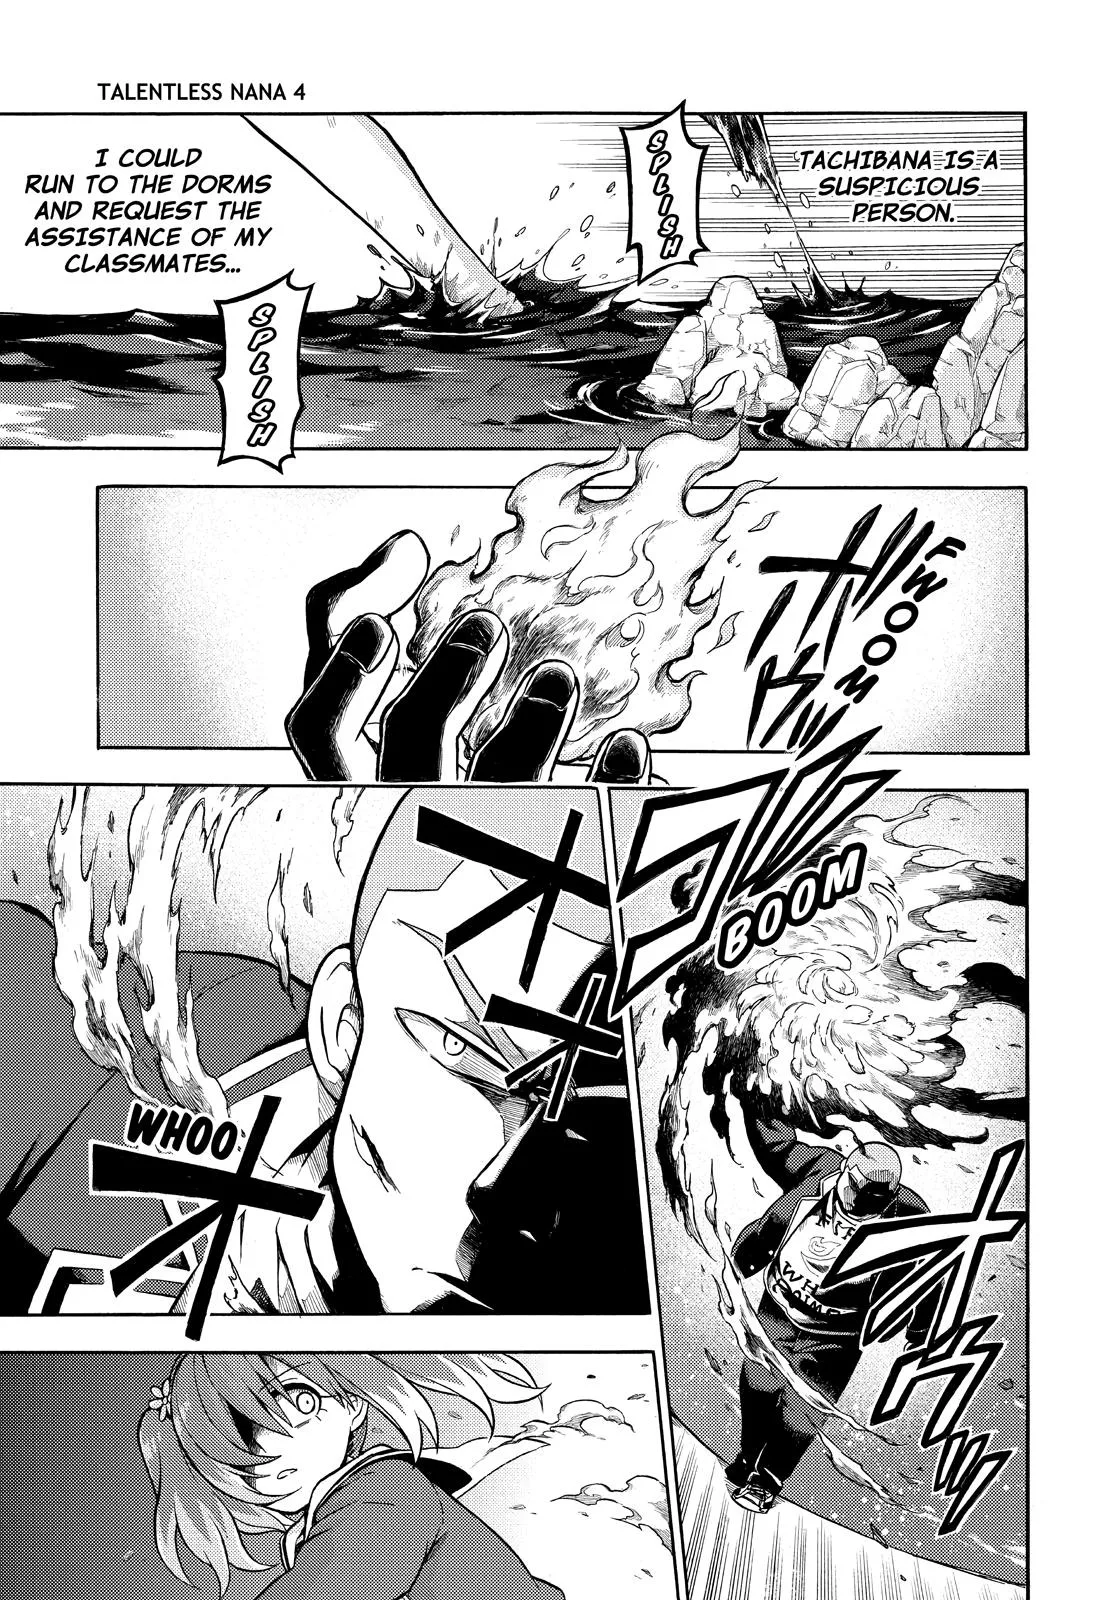 TALENTLESS NANA 4
TACHIBANA IS A
SUSPICIOUS
PERSON.
SPLISH
I COULD
RUN TO THE DORMS
AND REQUEST THE
ASSISTANCE OF MY
CLASSMATES...
SPLISH
FWOOM
BOOM
WHOO